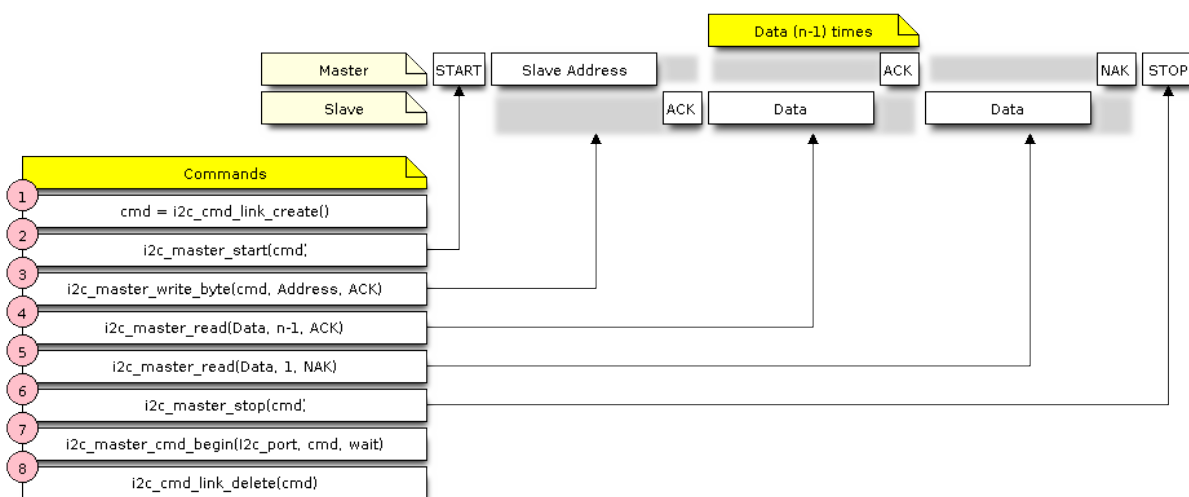 Data (n-1) times
Master START Slave Address ACK NAK STOP
Slave ACK Data Data
Commands
1
cmd = i2c_cmd_link_create()
2
i2c_master_start(cmd;
3
i2c_master_write_byte(cmd, Address, ACK)
4
i2c_master_read(Data, n-1, ACK)
5
i2c_master_read(Data, 1, NAK)
6
i2c_master_stop(cmd;
7
i2c_master_cmd_begin(I2c_port, cmd, wait)
8
i2c_cmd_link_delete(cmd)